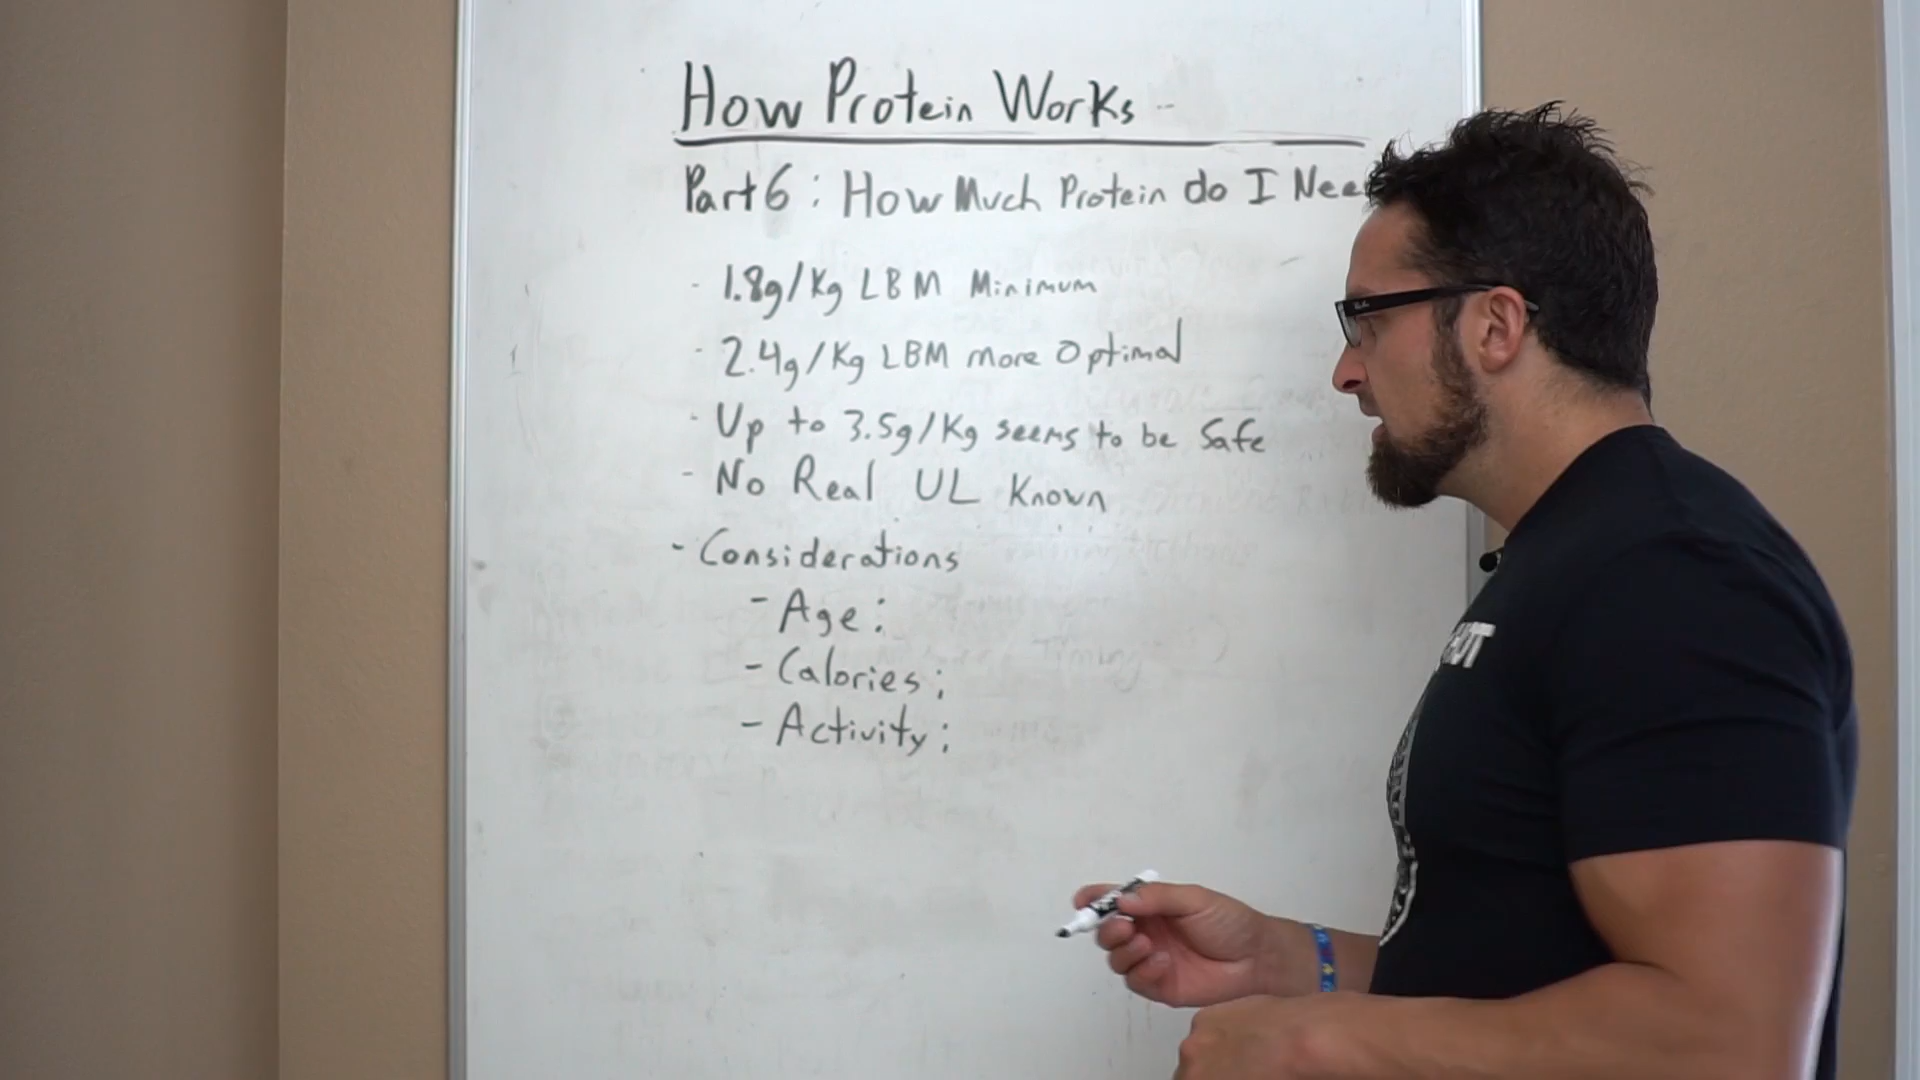 How Protein Works
Part 6: How Much Protein do I Nee
- 1.8g/Kg LBM Minimum
- 2.4g/Kg LBM more Optimal
- Up to 3.5g/Kg seems to be Safe
- No Real UL Known
- Considerations
- Age:
- Calories:
- Activity: